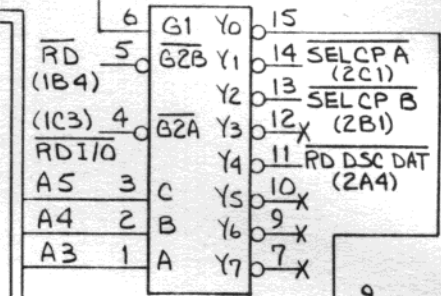 6 G1 Y0 15
RD 5 G2B Y1 14 SELCP A
(1B4) (2C1)
Y2 13 SELCP B
(1C3) 4 G2A Y3 12 X (2B1)
RDI/O
Y4 11 RD DSC DAT
A5 3 C Y5 10 X (2A4)
A4 2 B Y6 9 X
A3 1 A Y7 7 X